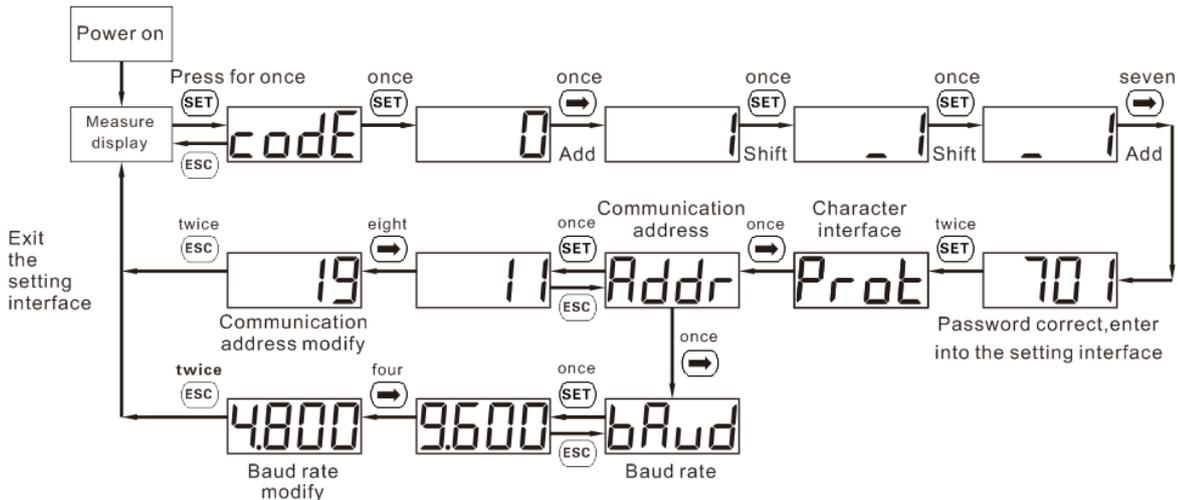 Power on
Press for once
once
once
once
once
seven
SET
SET
SET
SET
Measure
display
codE
0
1
_1
_ 1
ESC
Add
Shift
Shift
Add
Communication
address
Character
interface
twice
eight
once
once
twice
ESC
SET
SET
Exit
the
setting
interface
19
11
Addr
Prot
701
ESC
Communication
address modify
Password correct,enter
into the setting interface
once
twice
four
once
ESC
SET
4.800
9.600
bAud
ESC
Baud rate
modify
Baud rate